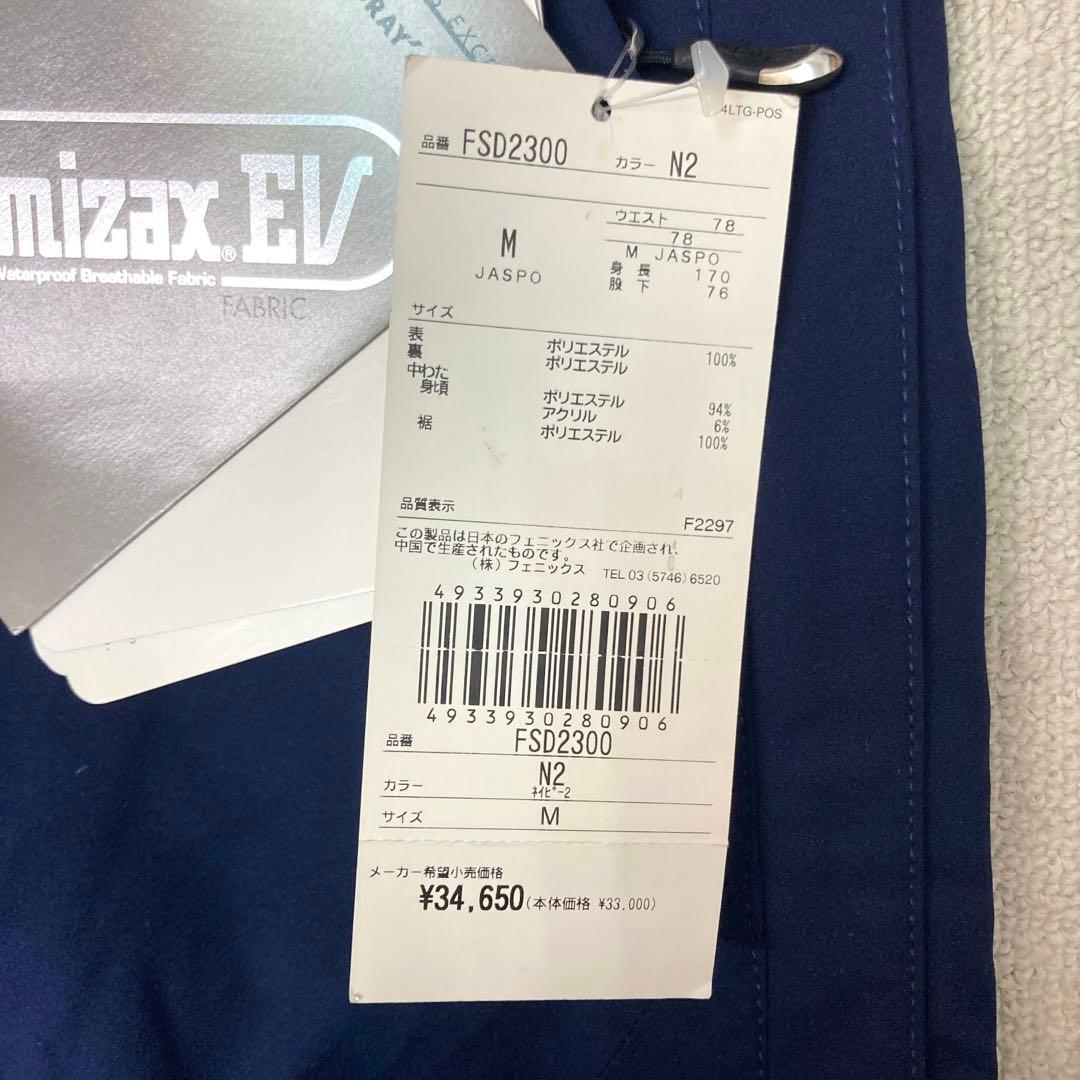 EXC
mizax® EV
Waterproof Breathable Fabric
FABRIC
4LTG-POS
品番 FSD2300 カラー N2
M
JASPO
ウエスト 78
78
M JASPO
身長 170
股下 76
サイズ
表 ポリエステル 100%
裏 ポリエステル
中わた
身頃 ポリエステル 94%
アクリル 6%
裾 ポリエステル 100%
品質表示
F2297
この製品は日本のフェニックス社で企画され、
中国で生産されたものです。
(株)フェニックス TEL 03 (5746) 6520
4933930280906
4933930280906
品番 FSD2300
カラー N2
ネイビー2
サイズ M
メーカー希望小売価格
¥34,650(本体価格 ¥33.000)